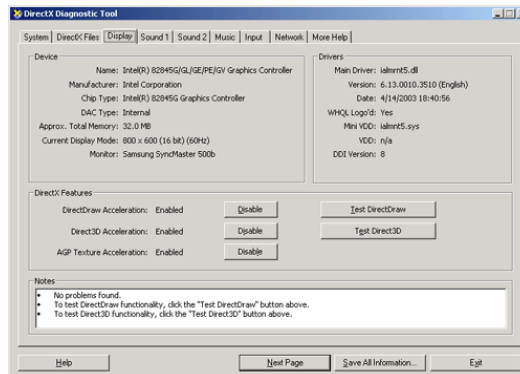 DirectX Diagnostic Tool
System DirectX Files Display Sound 1 Sound 2 Music Input Network More Help
Device
Name: Intel(R) 82845G/GL/GE/PE/GV Graphics Controller
Manufacturer: Intel Corporation
Chip Type: Intel(R) 82845G Graphics Controller
DAC Type: Internal
Approx. Total Memory: 32.0 MB
Current Display Mode: 800 x 600 (16 bit) (60Hz)
Monitor: Samsung SyncMaster 500b
Drivers
Main Driver: ialmrnt5.dll
Version: 6.13.0010.3510 (English)
Date: 4/14/2003 18:40:56
WHQL Logo'd: Yes
Mini VDD: ialmnt5.sys
VDD: n/a
DDI Version: 8
DirectX Features
DirectDraw Acceleration: Enabled Disable Test DirectDraw
Direct3D Acceleration: Enabled Disable Test Direct3D
AGP Texture Acceleration: Enabled Disable
Notes
• No problems found.
• To test DirectDraw functionality, click the "Test DirectDraw" button above.
• To test Direct3D functionality, click the "Test Direct3D" button above.
Help Next Page Save All Information... Exit